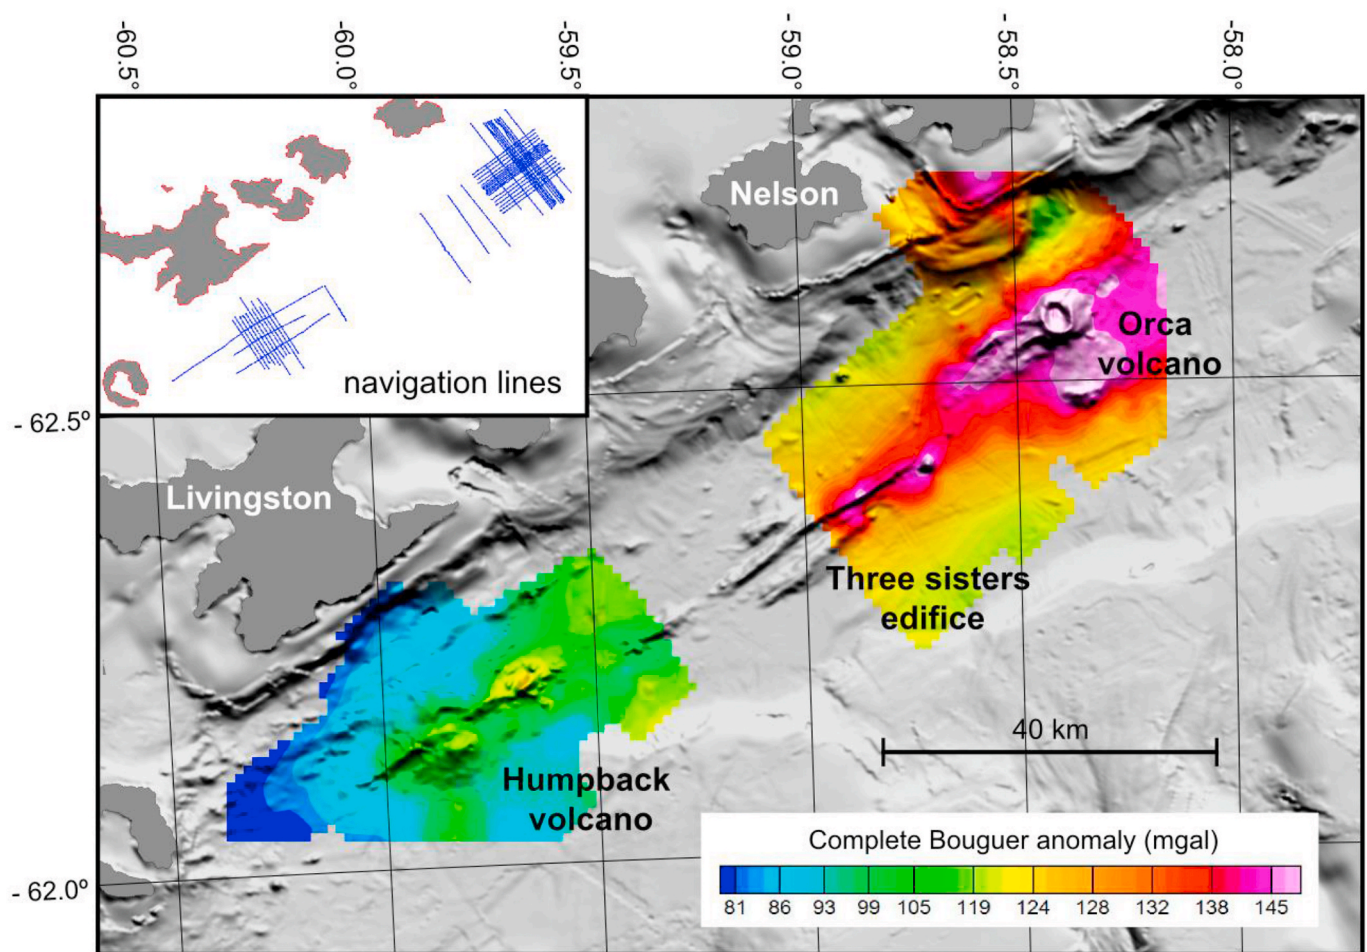 -60.5°
-60.0°
-59.5°
-59.0°
-58.5°
-58.0°
navigation lines
Nelson
Orca
volcano
- 62.5°
Livingston
Three sisters
edifice
40 km
Humpback
volcano
- 62.0°
Complete Bouguer anomaly (mgal)
81 86 93 99 105 119 124 128 132 138 145